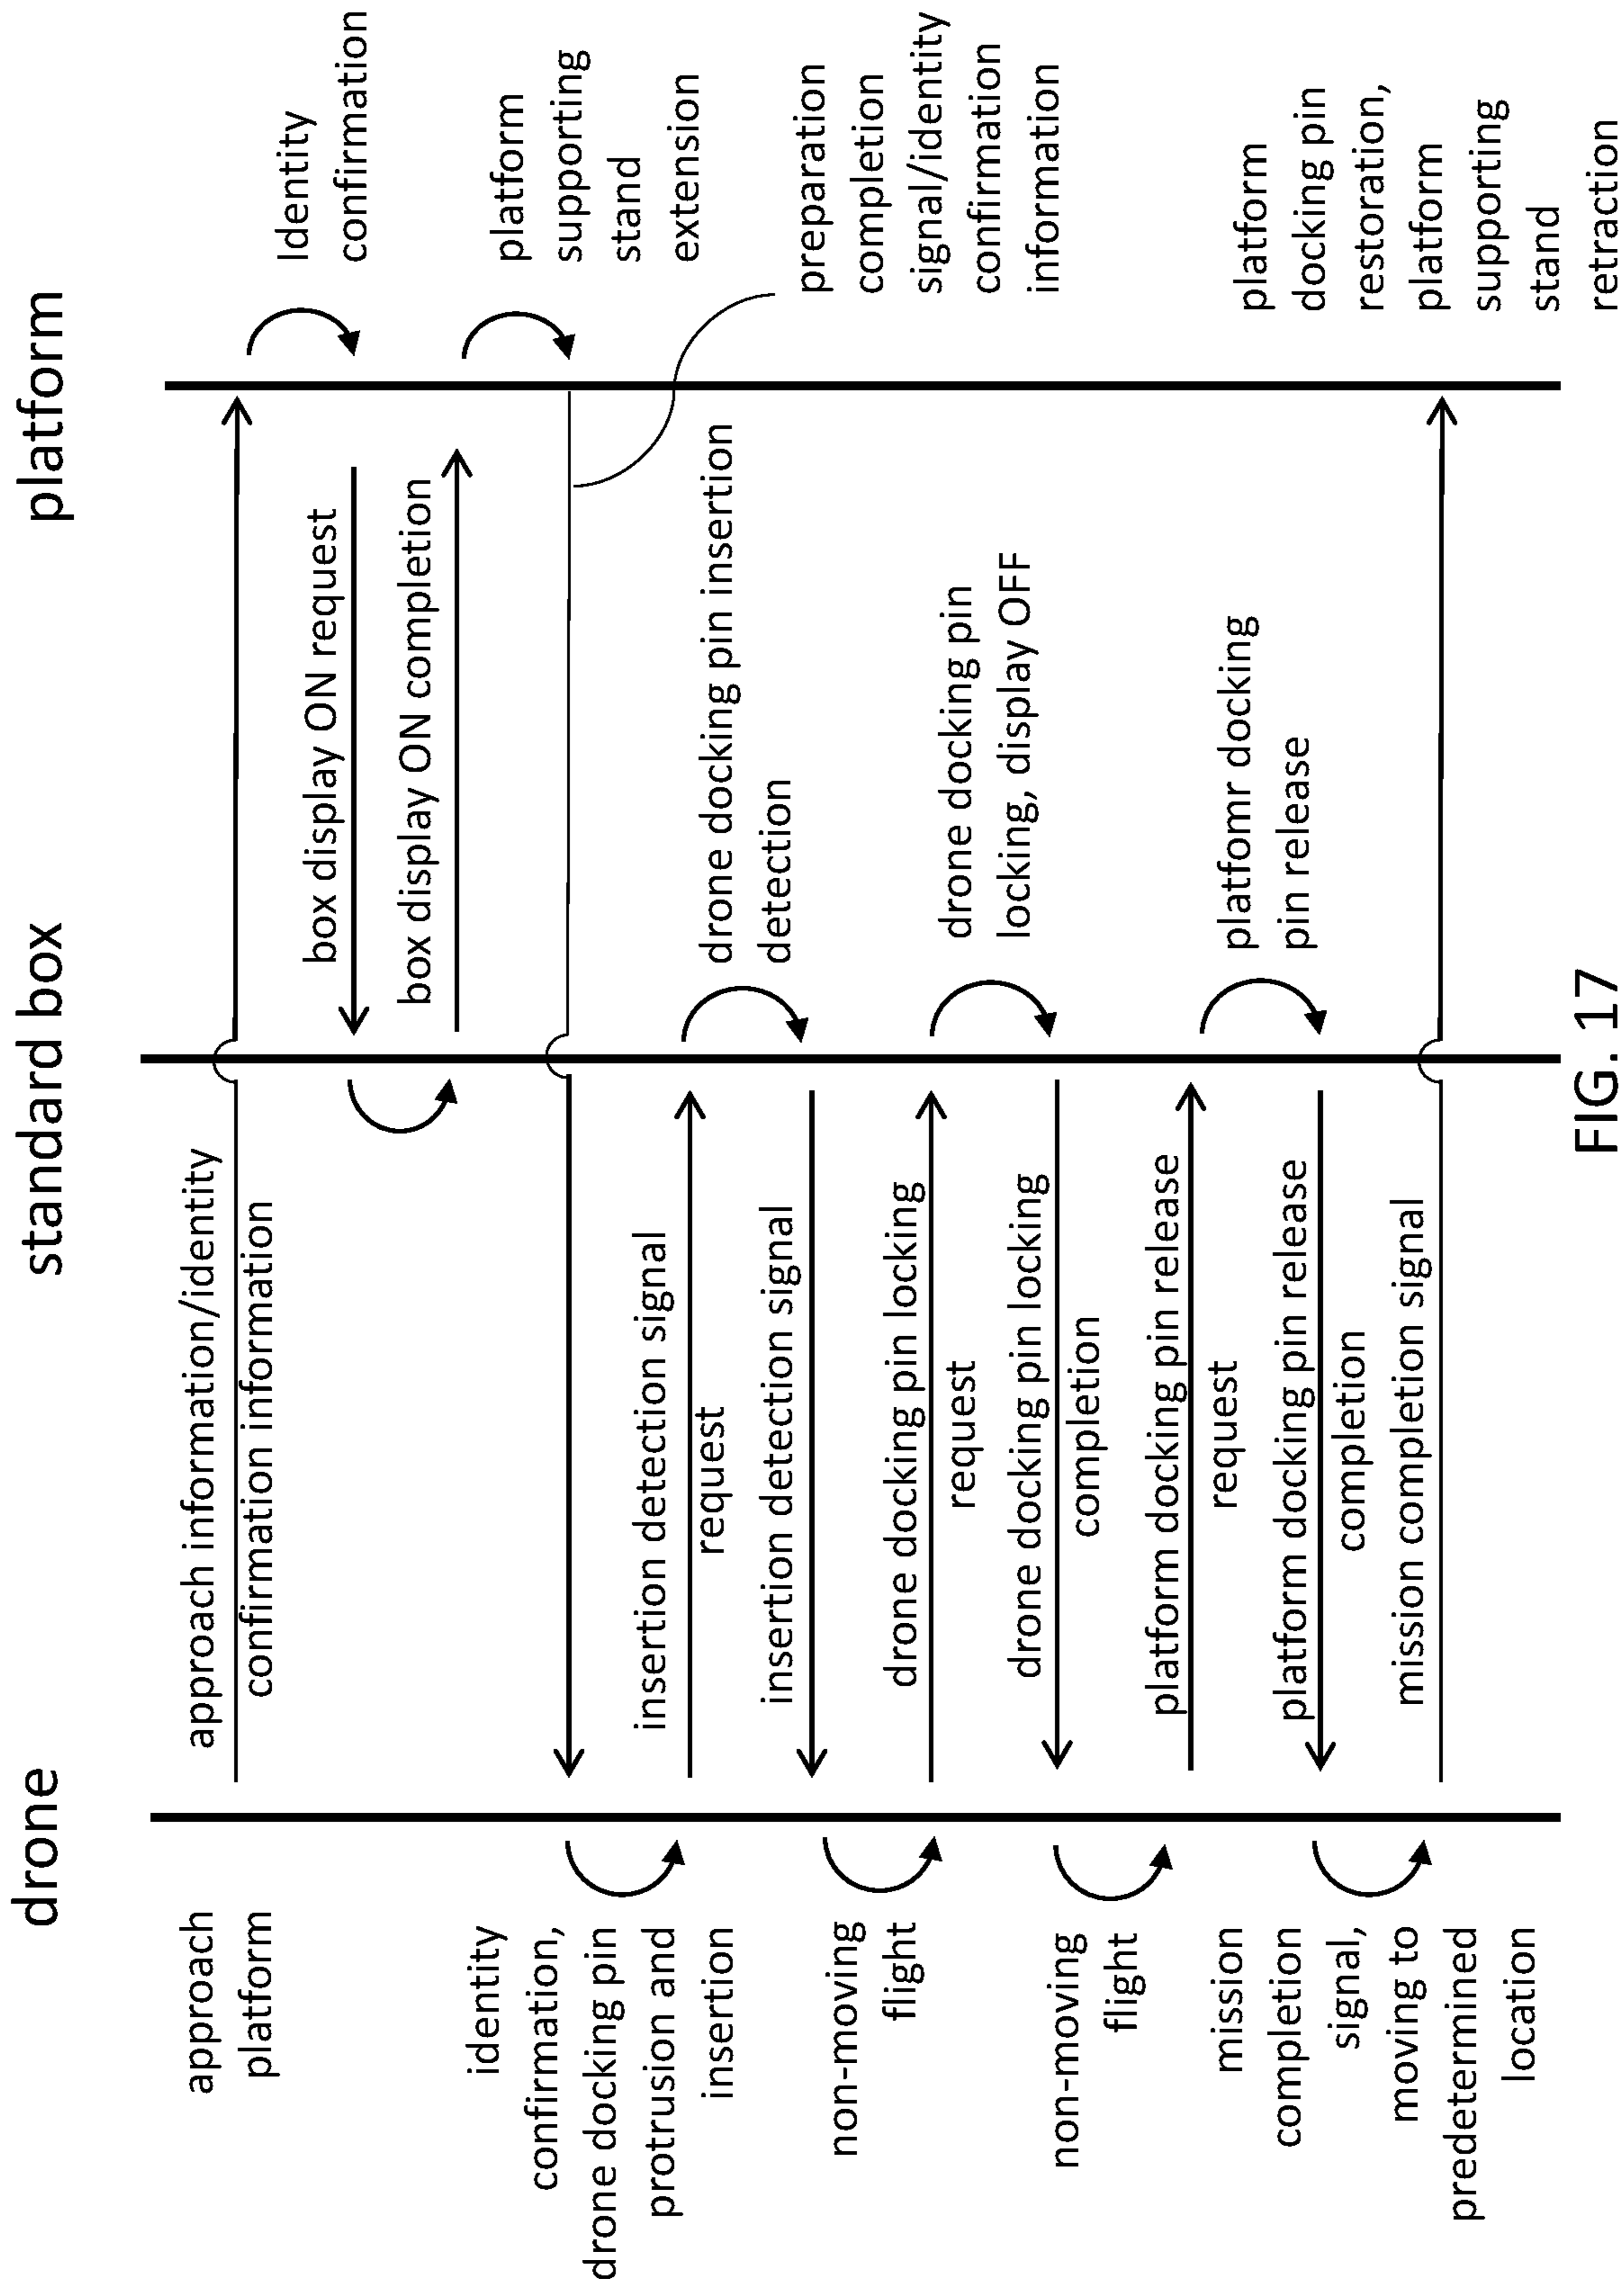 drone
standard box
platform
approach
platform
approach information/identity
confirmation information
Identity
confirmation
box display ON request
box display ON completion
platform
supporting
stand
extension
preparation
completion
signal/identity
confirmation
information
identity
confirmation,
drone docking pin
protrusion and
insertion
insertion detection signal
request
drone docking pin insertion
detection
insertion detection signal
non-moving
flight
drone docking pin locking
request
drone docking pin
locking, display OFF
drone docking pin locking
completion
non-moving
flight
platform docking pin release
request
platfomr docking
pin release
platform docking pin release
completion
mission
completion
signal,
moving to
predetermined
location
mission completion signal
platform
docking pin
restoration,
platform
supporting
stand
retraction
FIG. 17